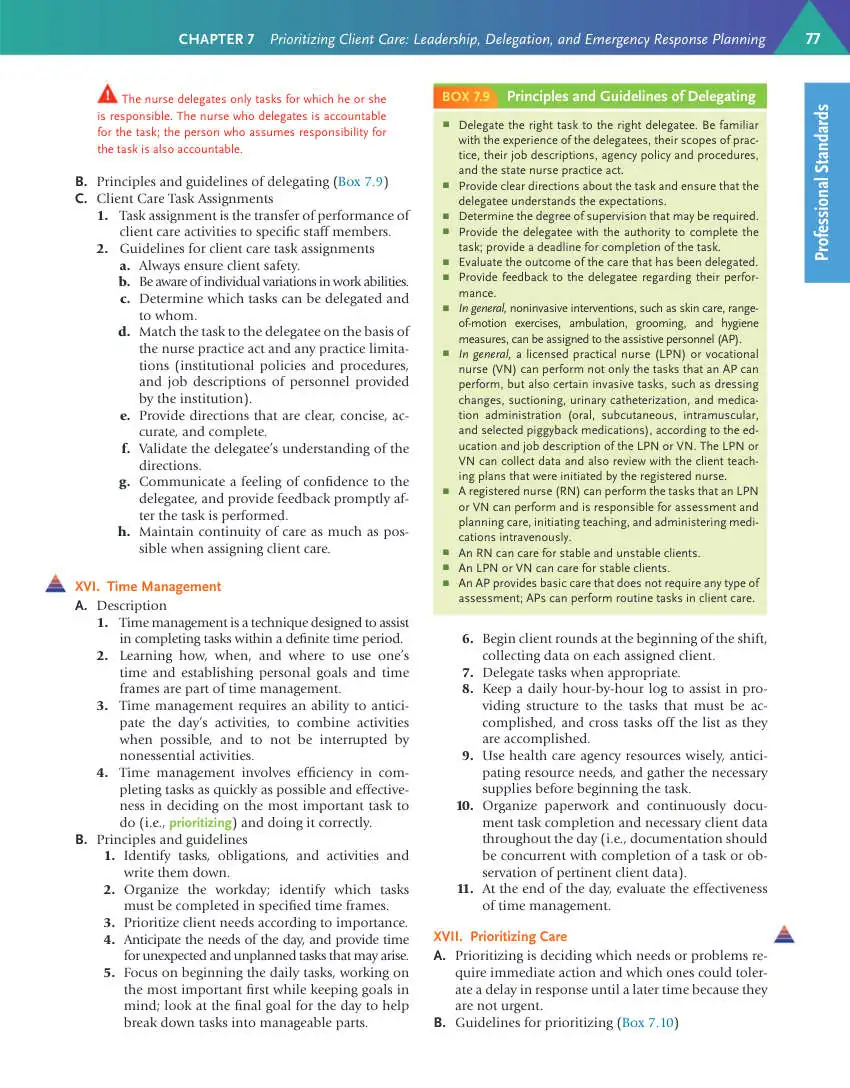 CHAPTER 7 Prioritizing Client Care: Leadership, Delegation, and Emergency Response Planning 77
The nurse delegates only tasks for which he or she
is responsible. The nurse who delegates is accountable
for the task; the person who assumes responsibility for
the task is also accountable.
B. Principles and guidelines of delegating (Box 7.9)
C. Client Care Task Assignments
1. Task assignment is the transfer of performance of
client care activities to specific staff members.
2. Guidelines for client care task assignments
a. Always ensure client safety.
b. Be aware of individual variations in work abilities.
c. Determine which tasks can be delegated and
to whom.
d. Match the task to the delegatee on the basis of
the nurse practice act and any practice limita-
tions (institutional policies and procedures,
and job descriptions of personnel provided
by the institution).
e. Provide directions that are clear, concise, ac-
curate, and complete.
f. Validate the delegatee’s understanding of the
directions.
g. Communicate a feeling of confidence to the
delegatee, and provide feedback promptly af-
ter the task is performed.
h. Maintain continuity of care as much as pos-
sible when assigning client care.
XVI. Time Management
A. Description
1. Time management is a technique designed to assist
in completing tasks within a definite time period.
2. Learning how, when, and where to use one’s
time and establishing personal goals and time
frames are part of time management.
3. Time management requires an ability to antici-
pate the day’s activities, to combine activities
when possible, and to not be interrupted by
nonessential activities.
4. Time management involves efficiency in com-
pleting tasks as quickly as possible and effective-
ness in deciding on the most important task to
do (i.e., prioritizing) and doing it correctly.
B. Principles and guidelines
1. Identify tasks, obligations, and activities and
write them down.
2. Organize the workday; identify which tasks
must be completed in specified time frames.
3. Prioritize client needs according to importance.
4. Anticipate the needs of the day, and provide time
for unexpected and unplanned tasks that may arise.
5. Focus on beginning the daily tasks, working on
the most important first while keeping goals in
mind; look at the final goal for the day to help
break down tasks into manageable parts.
BOX 7.9 Principles and Guidelines of Delegating
■ Delegate the right task to the right delegatee. Be familiar
with the experience of the delegatees, their scopes of prac-
tice, their job descriptions, agency policy and procedures,
and the state nurse practice act.
■ Provide clear directions about the task and ensure that the
delegatee understands the expectations.
■ Determine the degree of supervision that may be required.
■ Provide the delegatee with the authority to complete the
task; provide a deadline for completion of the task.
■ Evaluate the outcome of the care that has been delegated.
■ Provide feedback to the delegatee regarding their perfor-
mance.
■ In general, noninvasive interventions, such as skin care, range-
of-motion exercises, ambulation, grooming, and hygiene
measures, can be assigned to the assistive personnel (AP).
■ In general, a licensed practical nurse (LPN) or vocational
nurse (VN) can perform not only the tasks that an AP can
perform, but also certain invasive tasks, such as dressing
changes, suctioning, urinary catheterization, and medica-
tion administration (oral, subcutaneous, intramuscular,
and selected piggyback medications), according to the ed-
ucation and job description of the LPN or VN. The LPN or
VN can collect data and also review with the client teach-
ing plans that were initiated by the registered nurse.
■ A registered nurse (RN) can perform the tasks that an LPN
or VN can perform and is responsible for assessment and
planning care, initiating teaching, and administering medi-
cations intravenously.
■ An RN can care for stable and unstable clients.
■ An LPN or VN can care for stable clients.
■ An AP provides basic care that does not require any type of
assessment; APs can perform routine tasks in client care.
6. Begin client rounds at the beginning of the shift,
collecting data on each assigned client.
7. Delegate tasks when appropriate.
8. Keep a daily hour-by-hour log to assist in pro-
viding structure to the tasks that must be ac-
complished, and cross tasks off the list as they
are accomplished.
9. Use health care agency resources wisely, antici-
pating resource needs, and gather the necessary
supplies before beginning the task.
10. Organize paperwork and continuously docu-
ment task completion and necessary client data
throughout the day (i.e., documentation should
be concurrent with completion of a task or ob-
servation of pertinent client data).
11. At the end of the day, evaluate the effectiveness
of time management.
XVII. Prioritizing Care
A. Prioritizing is deciding which needs or problems re-
quire immediate action and which ones could toler-
ate a delay in response until a later time because they
are not urgent.
B. Guidelines for prioritizing (Box 7.10)
Professional Standards